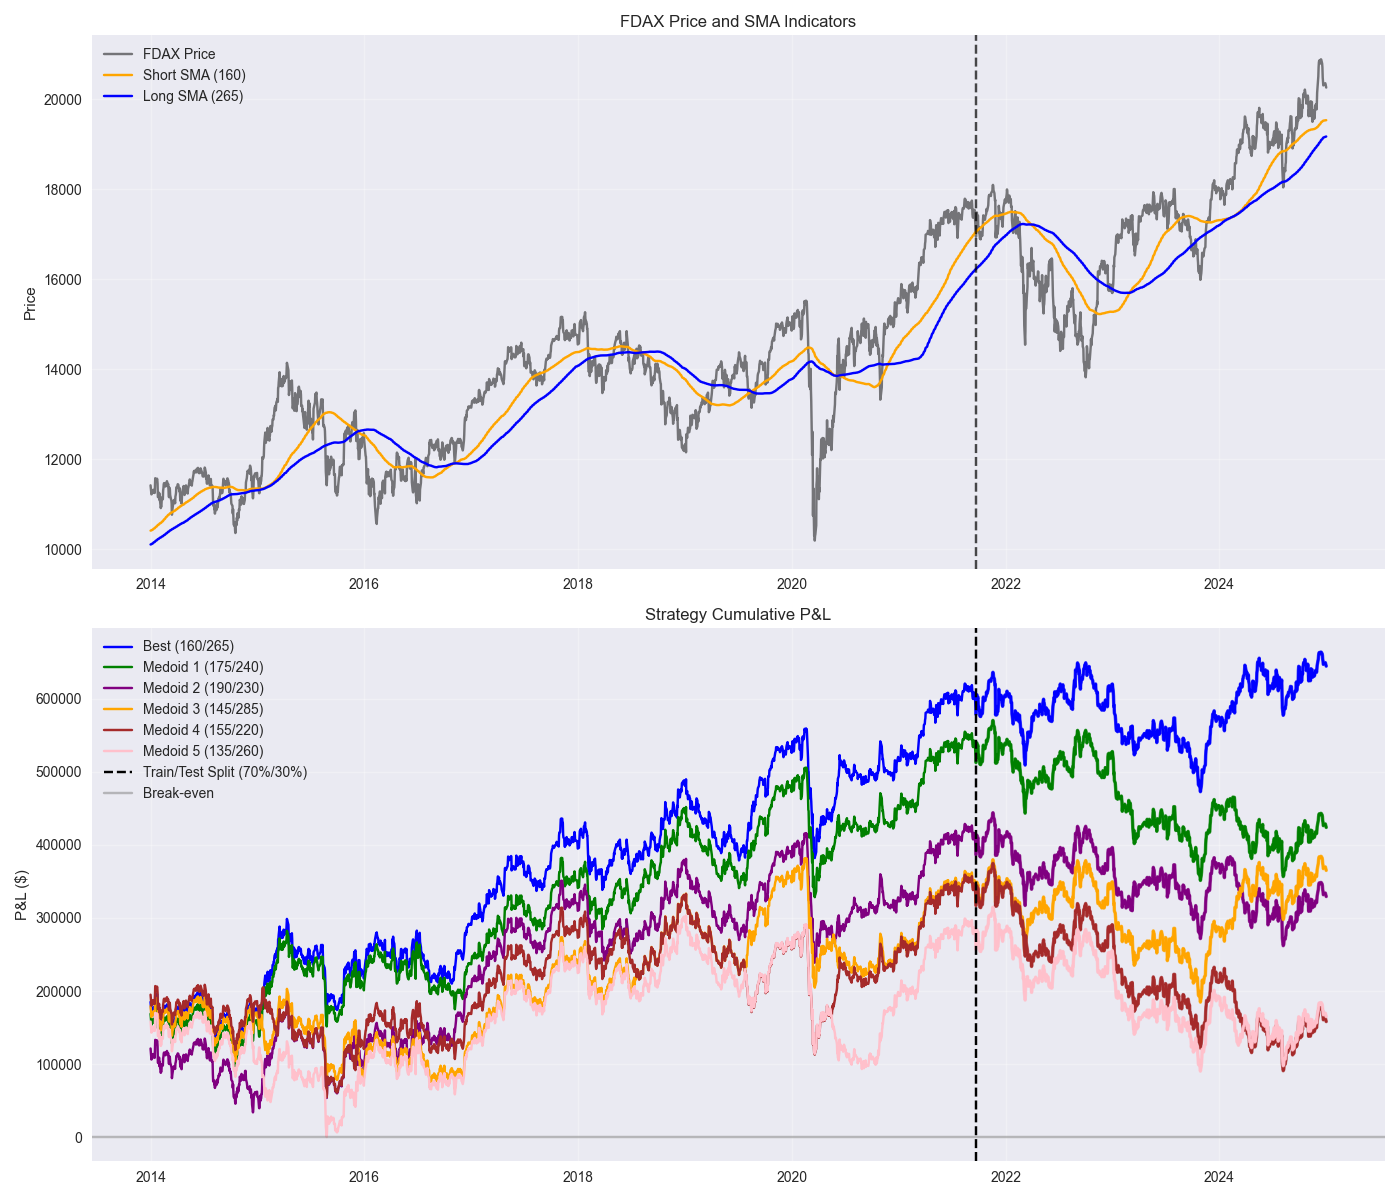 FDAX Price and SMA Indicators
FDAX Price
Short SMA (160)
Long SMA (265)
Price
20000
18000
16000
14000
12000
10000
2014 2016 2018 2020 2022 2024
Strategy Cumulative P&L
Best (160/265)
Medoid 1 (175/240)
Medoid 2 (190/230)
Medoid 3 (145/285)
Medoid 4 (155/220)
Medoid 5 (135/260)
Train/Test Split (70%/30%)
Break-even
P&L ($)
600000
500000
400000
300000
200000
100000
0
2014 2016 2018 2020 2022 2024